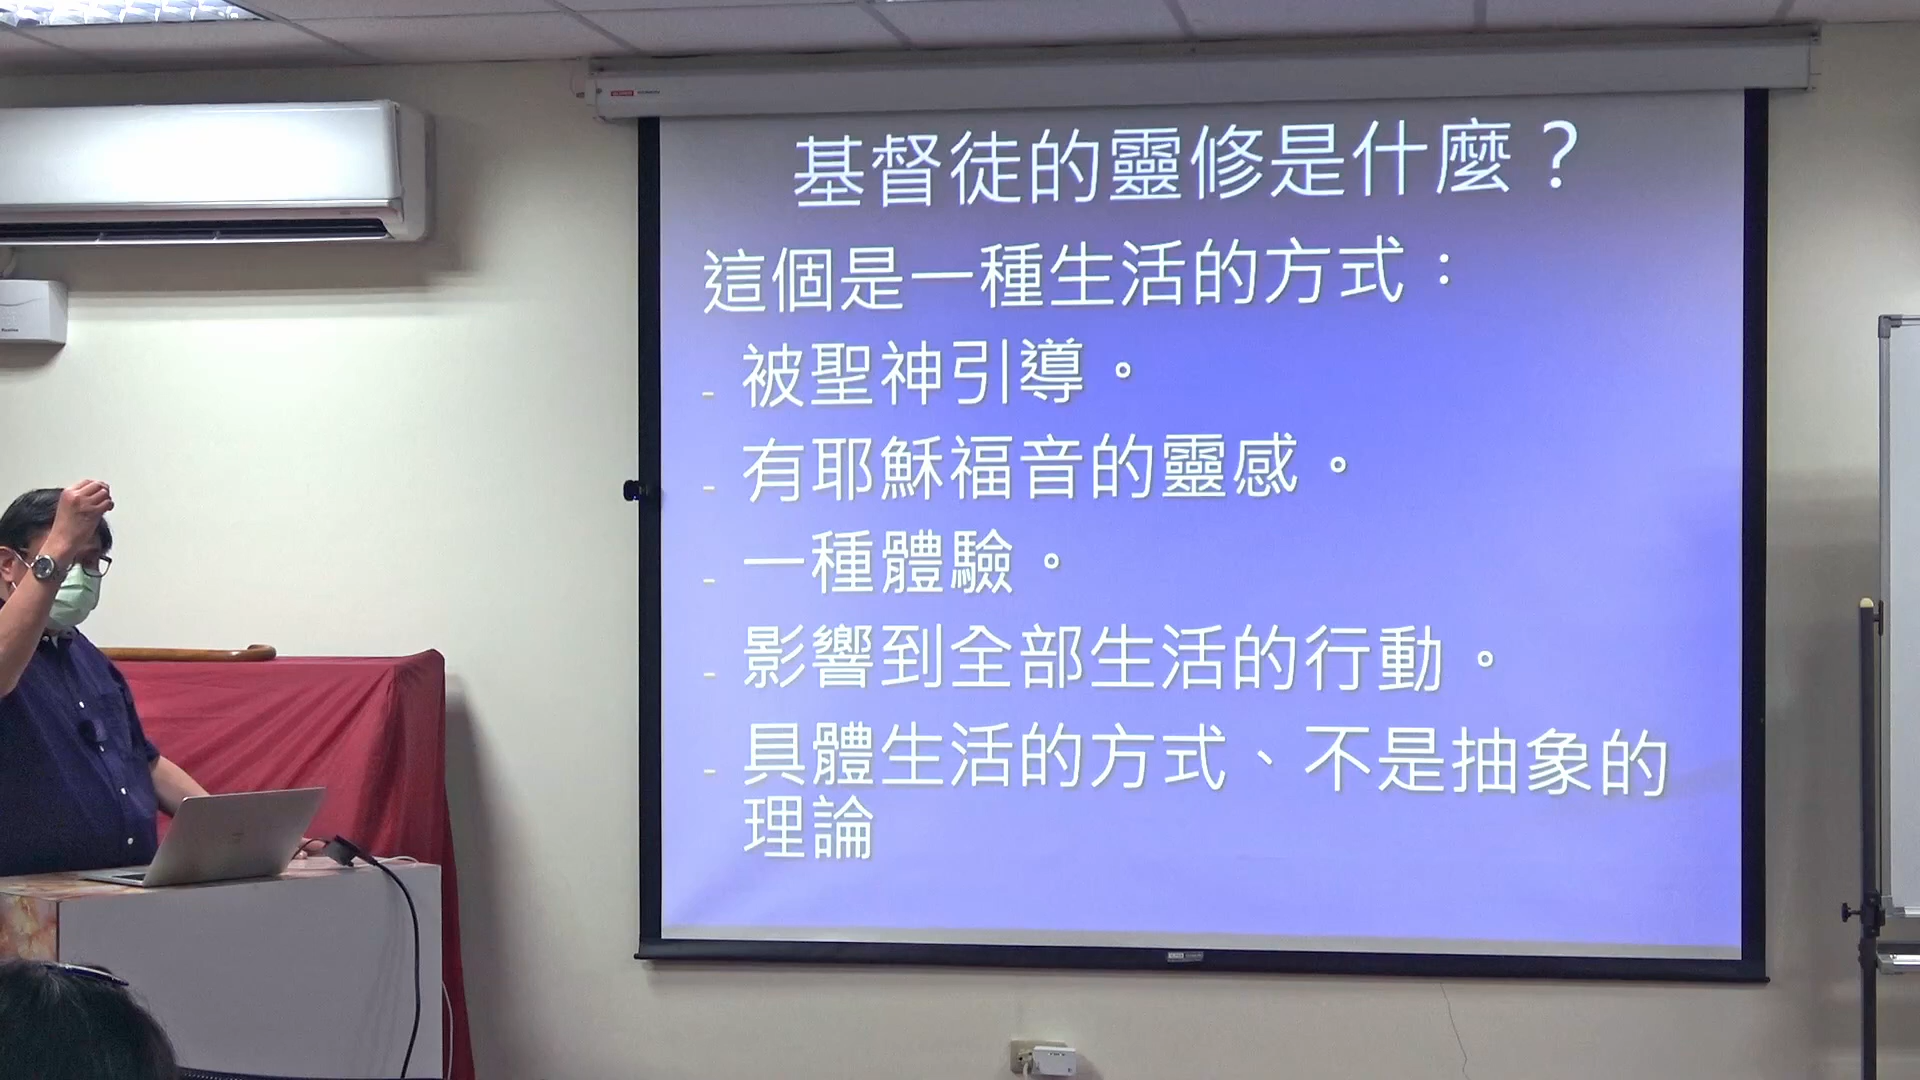 基督徒的靈修是什麼？
這個是一種生活的方式：
- 被聖神引導。
- 有耶穌福音的靈感。
- 一種體驗。
- 影響到全部生活的行動。
- 具體生活的方式、不是抽象的
理論